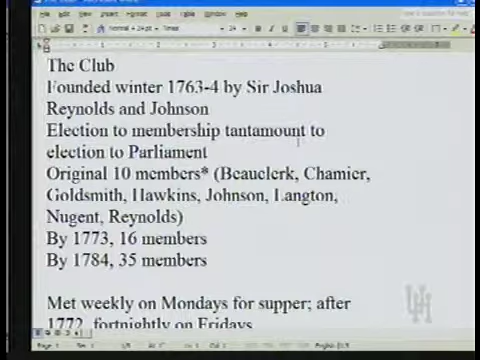 The Club
Founded winter 1763-4 by Sir Joshua
Reynolds and Johnson
Election to membership tantamount to
election to Parliament
Original 10 members* (Beauclerk, Chamier,
Goldsmith, Hawkins, Johnson, Langton,
Nugent, Reynolds)
By 1773, 16 members
By 1784, 35 members
Met weekly on Mondays for supper; after
1772, fortnightly on Fridays